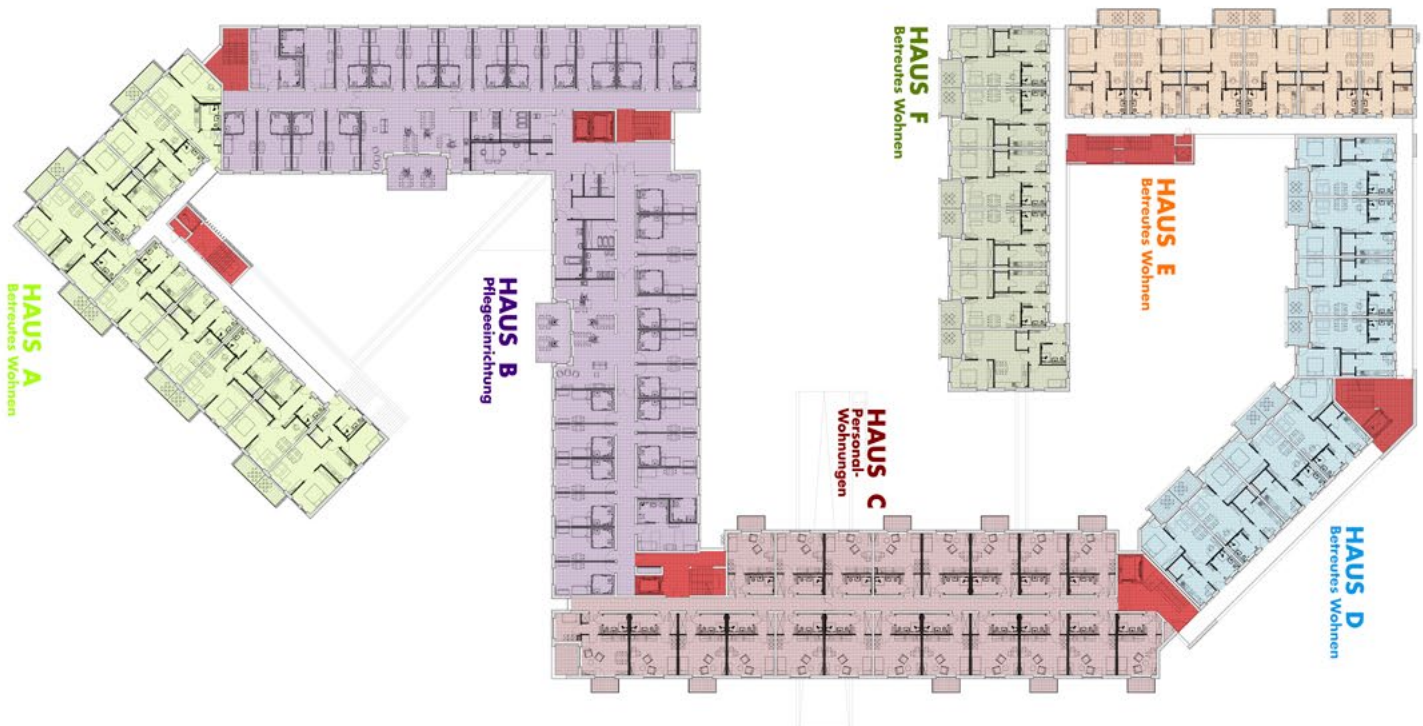 HAUS A
Betreutes Wohnen
HAUS B
Pflegeeinrichtung
HAUS C
Personal-
Wohnungen
HAUS F
Betreutes Wohnen
HAUS E
Betreutes Wohnen
HAUS D
Betreutes Wohnen